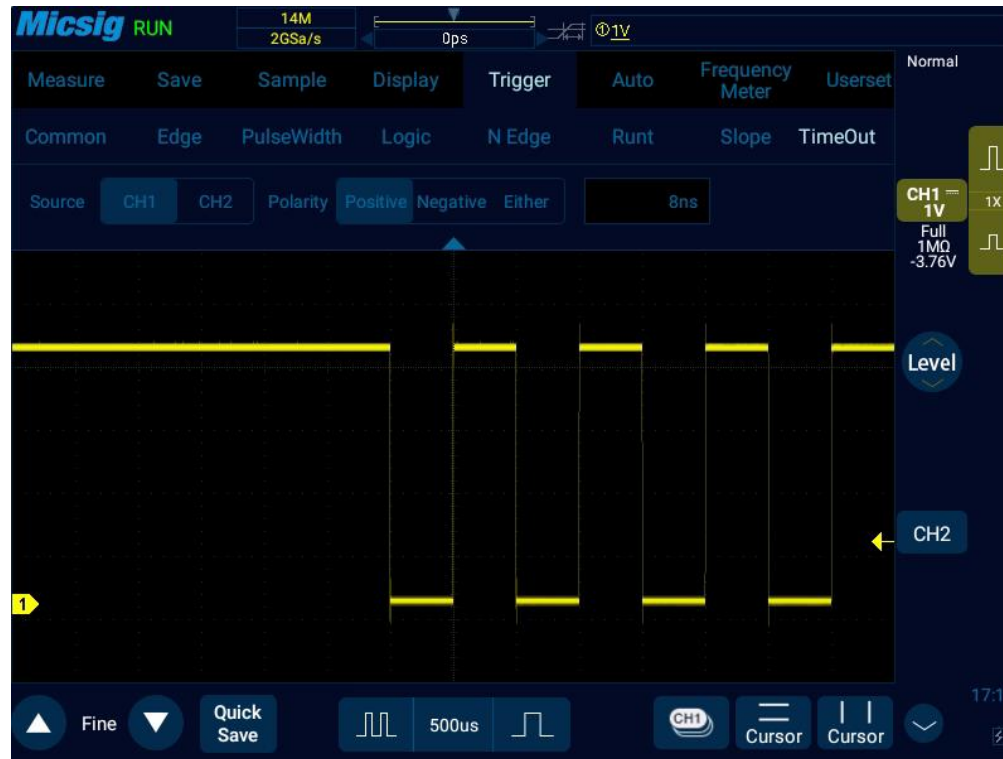 Micsig RUN 14M 2GSa/s 0ps ①1V
Measure Save Sample Display Trigger Auto Frequency Meter Userset Normal
Common Edge PulseWidth Logic N Edge Runt Slope TimeOut
Source CH1 CH2 Polarity Positive Negative Either 8ns
CH1 1V 1X
Full
1MΩ
-3.76V
Level
CH2
1
Fine Quick Save 500us CH1 Cursor Cursor